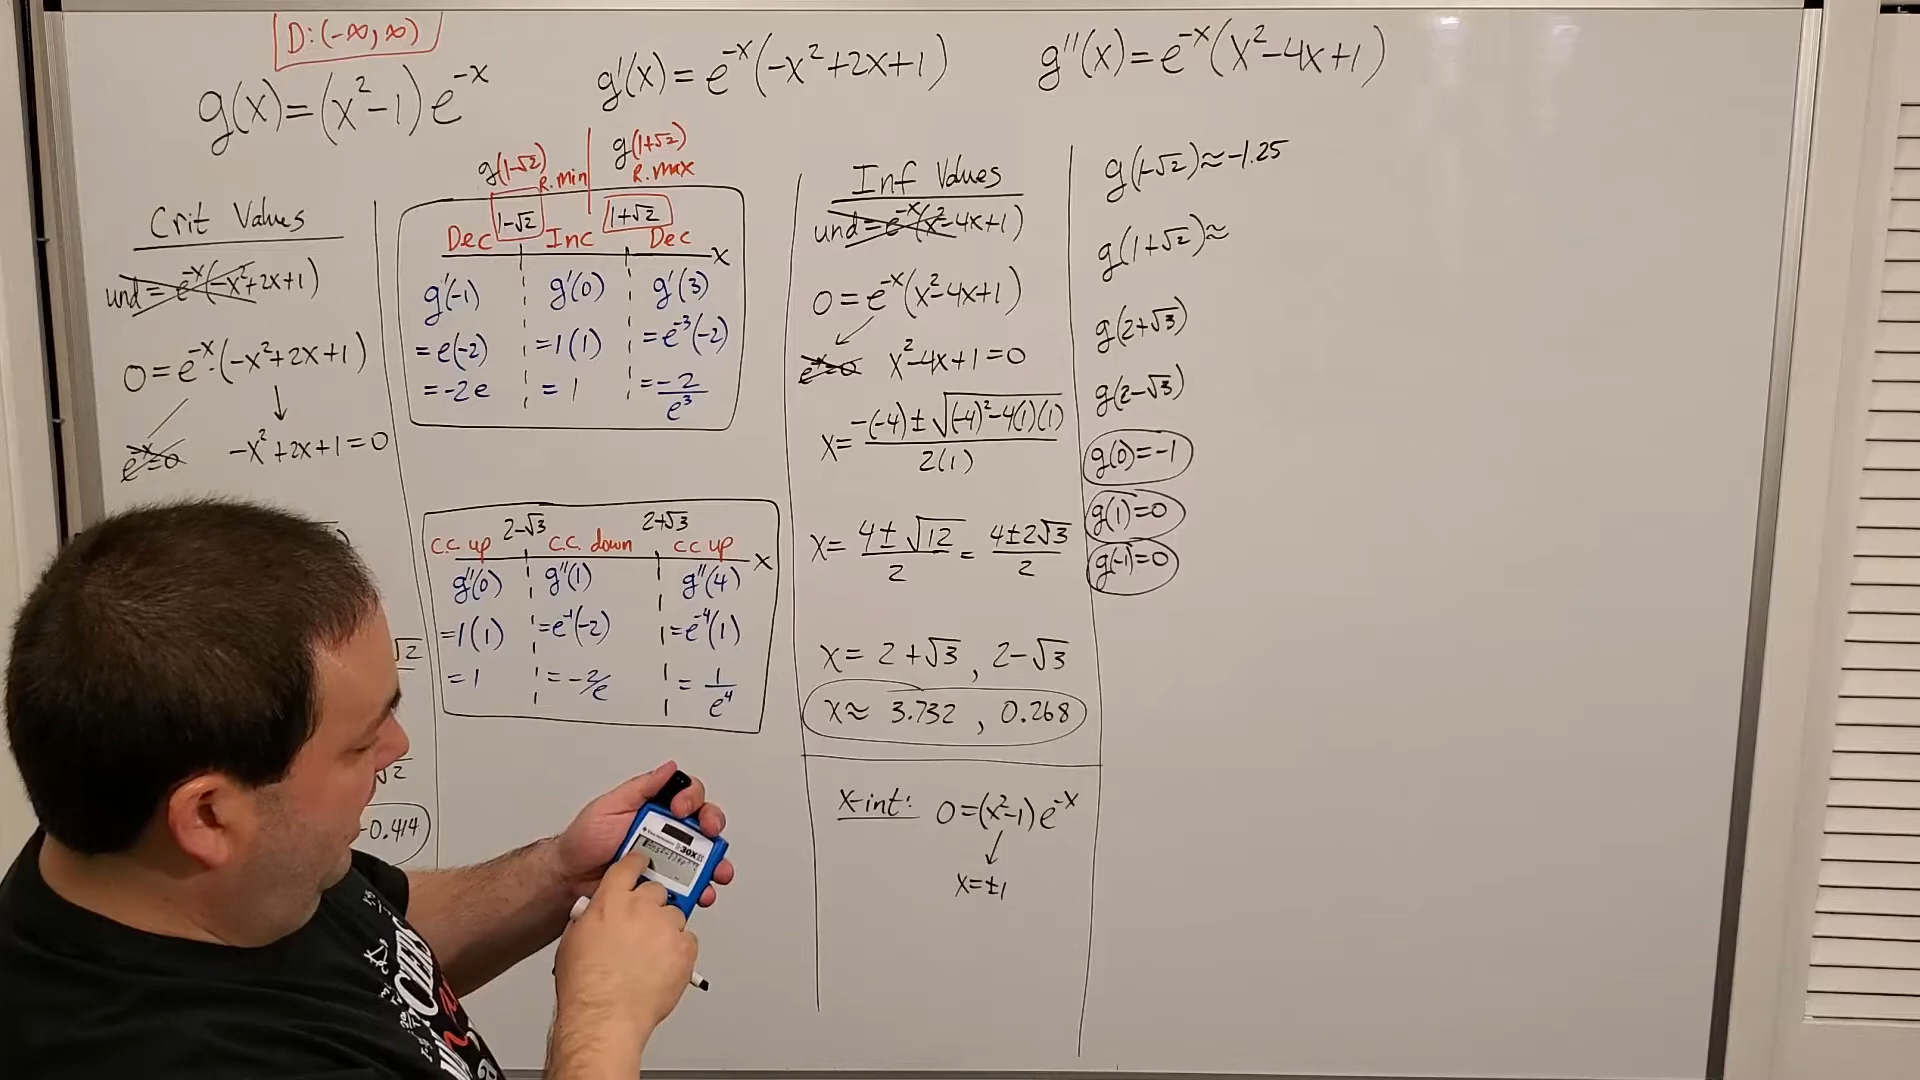 D: (-∞, ∞)
g(x) = (x²-1) e⁻ˣ
g'(x) = e⁻ˣ(-x²+2x+1)
g''(x) = e⁻ˣ(x²-4x+1)
Crit Values
und = e⁻ˣ(-x²+2x+1)
0 = e⁻ˣ·(-x²+2x+1)
e⁻ˣ=0 -x²+2x+1=0
√2
√2
-0.414
g(1-√2) g(1+√2)
R.min R.max
1-√2 1+√2
Dec Inc Dec x
g'(-1) g'(0) g'(3)
=e(-2) =1(1) =e⁻³(-2)
=-2e =1 =-2/e³
2-√3 2+√3
C.C. up C.C. down CC up x
g''(0) g''(1) g''(4)
=1(1) =e⁻¹(-2) =e⁻⁴(1)
=1 =-2/e =1/e⁴
Inf Values
und = e⁻ˣ(x²-4x+1)
0 = e⁻ˣ(x²-4x+1)
e⁻ˣ=0 x²-4x+1=0
x= (-(-4)±√((-4)²-4(1)(1)))/2(1)
x= (4±√12)/2 = (4±2√3)/2
x= 2+√3, 2-√3
x≈ 3.732, 0.268
x-int: 0=(x²-1)e⁻ˣ
x=±1
g(1-√2)≈-1.25
g(1+√2)≈
g(2+√3)
g(2-√3)
g(0)=-1
g(1)=0
g(-1)=0